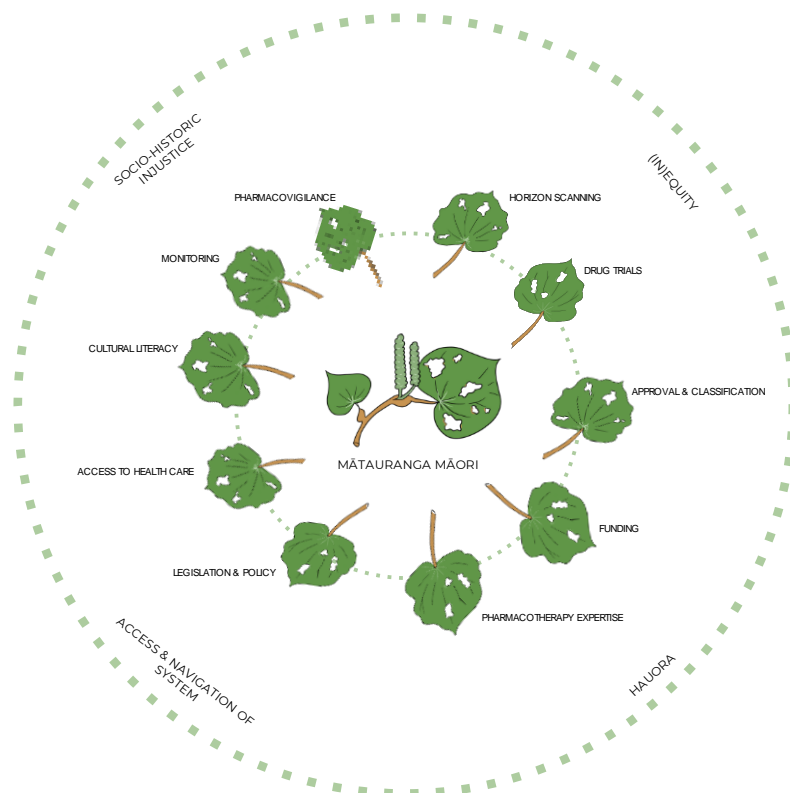 SOCIO-HISTORIC
INJUSTICE
(IN)EQUITY
PHARMACOVIGILANCE
HORIZON SCANNING
MONITORING
DRUG TRIALS
CULTURAL LITERACY
APPROVAL & CLASSIFICATION
MĀTAURANGA MĀORI
ACCESS TO HEALTH CARE
FUNDING
LEGISLATION & POLICY
PHARMACOTHERAPY EXPERTISE
ACCESS & NAVIGATION OF
SYSTEM
HAUORA